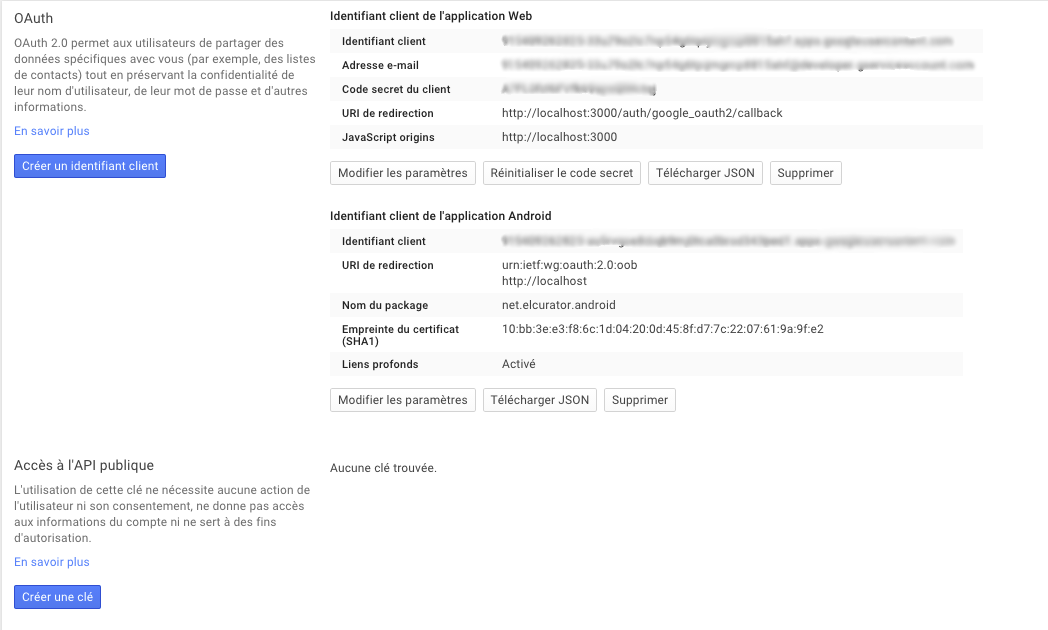 OAuth
OAuth 2.0 permet aux utilisateurs de partager des
données spécifiques avec vous (par exemple, des listes
de contacts) tout en préservant la confidentialité de
leur nom d'utilisateur, de leur mot de passe et d'autres
informations.
En savoir plus
Créer un identifiant client
Identifiant client de l'application Web
Identifiant client
Adresse e-mail
Code secret du client
URI de redirection http://localhost:3000/auth/google_oauth2/callback
JavaScript origins http://localhost:3000
Modifier les paramètres Réinitialiser le code secret Télécharger JSON Supprimer
Identifiant client de l'application Android
Identifiant client
URI de redirection urn:ietf:wg:oauth:2.0:oob
http://localhost
Nom du package net.elcurator.android
Empreinte du certificat 10:bb:3e:e3:f8:6c:1d:04:20:0d:45:8f:d7:7c:22:07:61:9a:9f:e2
(SHA1)
Liens profonds Activé
Modifier les paramètres Télécharger JSON Supprimer
Accès à l'API publique
L'utilisation de cette clé ne nécessite aucune action de
l'utilisateur ni son consentement, ne donne pas accès
aux informations du compte ni ne sert à des fins
d'autorisation.
En savoir plus
Créer une clé
Aucune clé trouvée.